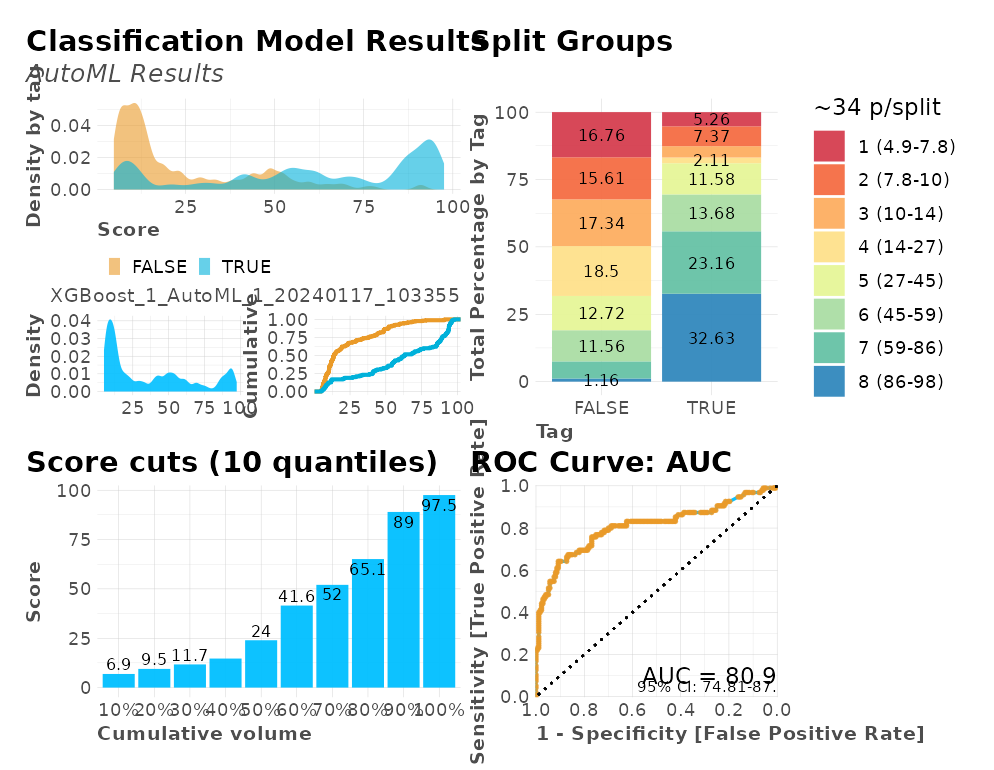 Classification Model Results
AutoML Results
Density by tag
0.04
0.02
0.00
25 50 75 100
Score
FALSE TRUE
XGBoost_1_AutoML_1_20240117_103355
Density
0.04
0.03
0.02
0.01
0.00
25 50 75 100
Cumulative
1.00
0.75
0.50
0.25
0.00
25 50 75 100
Split Groups
Total Percentage by Tag
100
75
50
25
0
16.76
15.61
17.34
18.5
12.72
11.56
1.16
5.26
7.37
2.11
11.58
13.68
23.16
32.63
FALSE TRUE
Tag
~34 p/split
1 (4.9-7.8)
2 (7.8-10)
3 (10-14)
4 (14-27)
5 (27-45)
6 (45-59)
7 (59-86)
8 (86-98)
Score cuts (10 quantiles)
Score
100
75
50
25
0
6.9 9.5 11.7 24 41.6 52 65.1 89 97.5
10% 20% 30% 40% 50% 60% 70% 80% 90% 100%
Cumulative volume
ROC Curve: AUC
Sensitivity [True Positive Rate]
1.0
0.8
0.6
0.4
0.2
0.0
AUC = 80.9
95% CI: 74.81-87.
1.0 0.8 0.6 0.4 0.2 0.0
1 - Specificity [False Positive Rate]